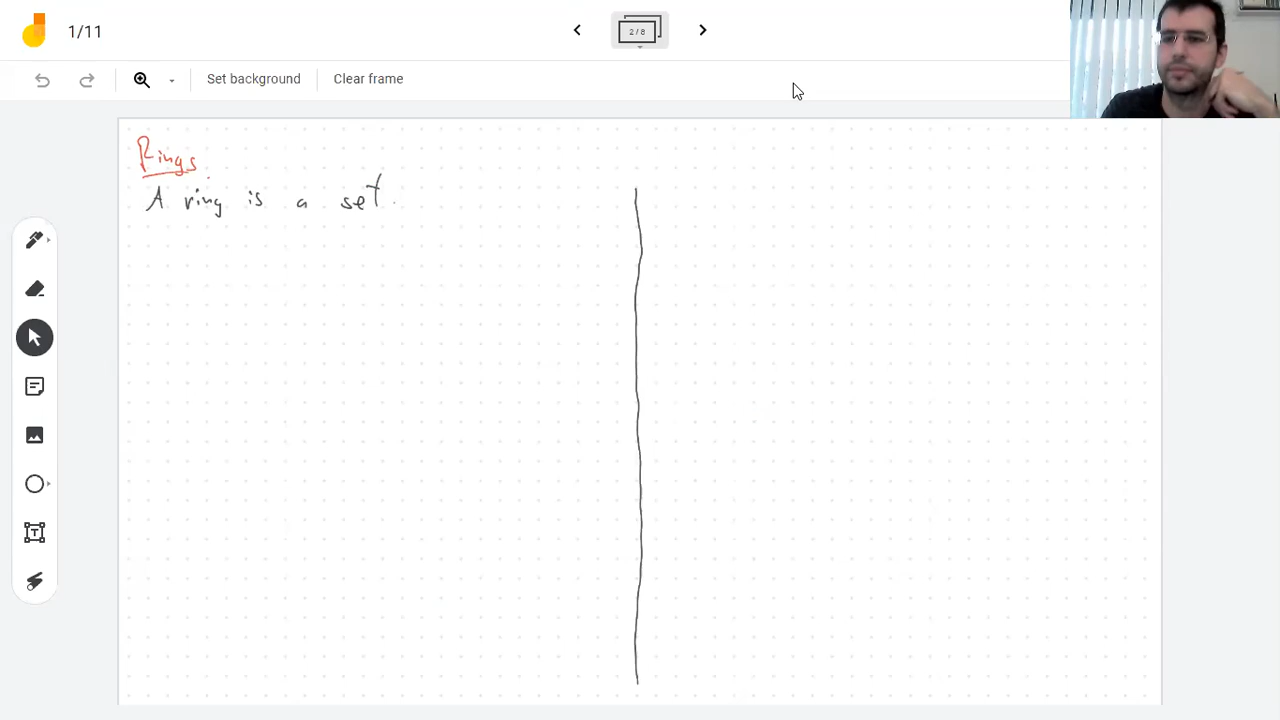 1/11
2 / 8
Set background
Clear frame
Rings.
A ring is a set.
T